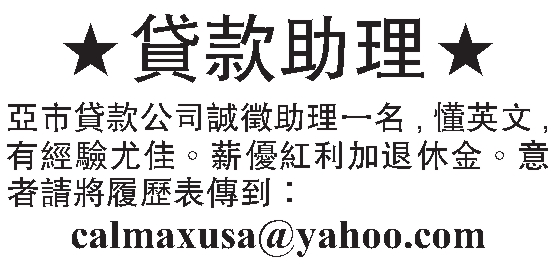 ★貸款助理★
亞市貸款公司誠徵助理一名，懂英文，
有經驗尤佳。薪優紅利加退休金。意
者請將履歷表傳到：
calmaxusa@yahoo.com